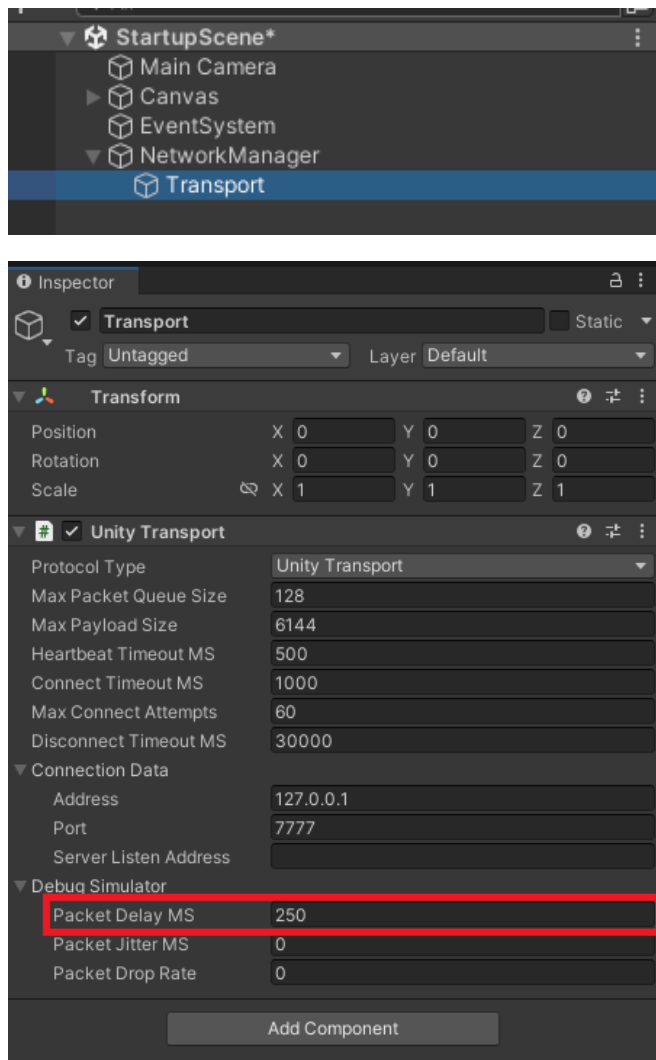 StartupScene*
Main Camera
Canvas
EventSystem
NetworkManager
Transport
Inspector
Transport Static
Tag Untagged Layer Default
Transform
Position X 0 Y 0 Z 0
Rotation X 0 Y 0 Z 0
Scale X 1 Y 1 Z 1
# Unity Transport
Protocol Type Unity Transport
Max Packet Queue Size 128
Max Payload Size 6144
Heartbeat Timeout MS 500
Connect Timeout MS 1000
Max Connect Attempts 60
Disconnect Timeout MS 30000
Connection Data
Address 127.0.0.1
Port 7777
Server Listen Address
Debug Simulator
Packet Delay MS 250
Packet Jitter MS 0
Packet Drop Rate 0
Add Component